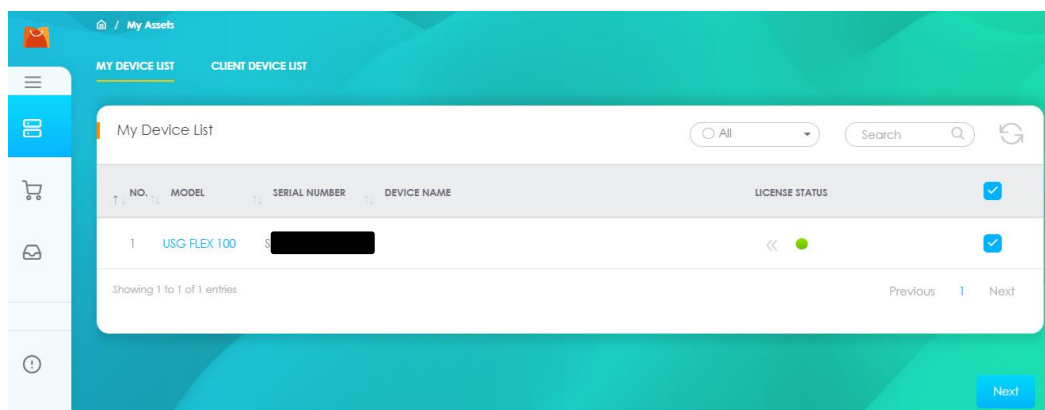 / My Assets
MY DEVICE LIST CLIENT DEVICE LIST
My Device List All Search
NO. MODEL SERIAL NUMBER DEVICE NAME LICENSE STATUS
1 USG FLEX 100 S
Showing 1 to 1 of 1 entries Previous 1 Next
Next